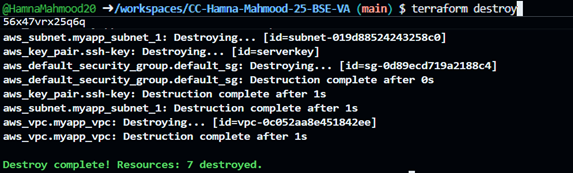 @HamnaMahmood20 →/workspaces/CC-Hamna-Mahmood-25-BSE-VA (main) $ terraform destroy
56x47vrx25q6q
aws_subnet.myapp_subnet_1: Destroying... [id=subnet-019d88524243258c0]
aws_key_pair.ssh-key: Destroying... [id=serverkey]
aws_default_security_group.default_sg: Destroying... [id=sg-0d89ecd719a2188c4]
aws_default_security_group.default_sg: Destruction complete after 0s
aws_key_pair.ssh-key: Destruction complete after 1s
aws_subnet.myapp_subnet_1: Destruction complete after 1s
aws_vpc.myapp_vpc: Destroying... [id=vpc-0c052aa8e451842ee]
aws_vpc.myapp_vpc: Destruction complete after 1s
Destroy complete! Resources: 7 destroyed.